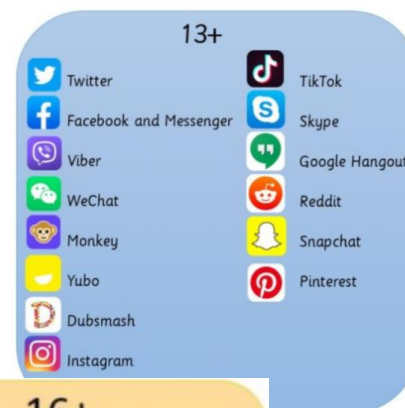 13+
Twitter
Facebook and Messenger
Viber
WeChat
Monkey
Yubo
Dubsmash
Instagram
TikTok
Skype
Google Hangout
Reddit
Snapchat
Pinterest
16+